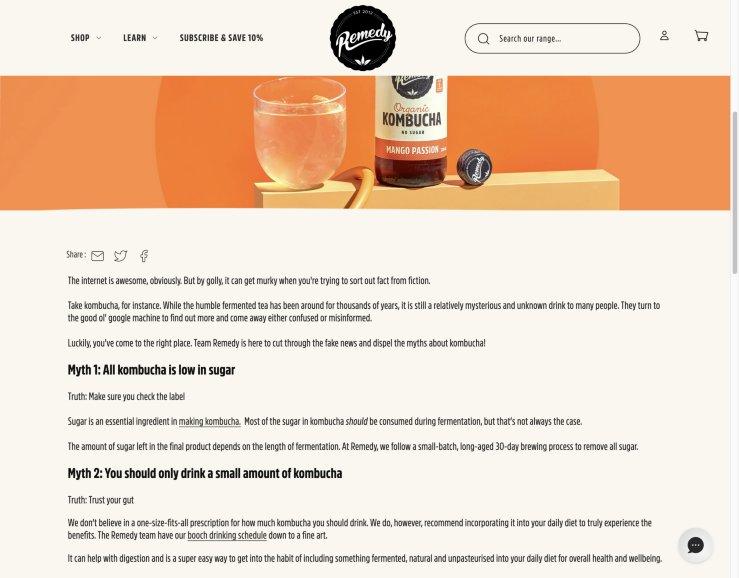 SHOP
LEARN
SUBSCRIBE & SAVE 10%
EST 2012
Remedy
Search our range...
Remedy
Organic
KOMBUCHA
NO SUGAR
MANGO PASSION
Remedy
Share :
The internet is awesome, obviously. But by golly, it can get murky when you're trying to sort out fact from fiction.
Take kombucha, for instance. While the humble fermented tea has been around for thousands of years, it is still a relatively mysterious and unknown drink to many people. They turn to
the good ol' google machine to find out more and come away either confused or misinformed.
Luckily, you've come to the right place. Team Remedy is here to cut through the fake news and dispel the myths about kombucha!
Myth 1: All kombucha is low in sugar
Truth: Make sure you check the label
Sugar is an essential ingredient in making kombucha. Most of the sugar in kombucha should be consumed during fermentation, but that's not always the case.
The amount of sugar left in the final product depends on the length of fermentation. At Remedy, we follow a small-batch, long-aged 30-day brewing process to remove all sugar.
Myth 2: You should only drink a small amount of kombucha
Truth: Trust your gut
We don't believe in a one-size-fits-all prescription for how much kombucha you should drink. We do, however, recommend incorporating it into your daily diet to truly experience the
benefits. The Remedy team have our booch drinking schedule down to a fine art.
It can help with digestion and is a super easy way to get into the habit of including something fermented, natural and unpasteurised into your daily diet for overall health and wellbeing.